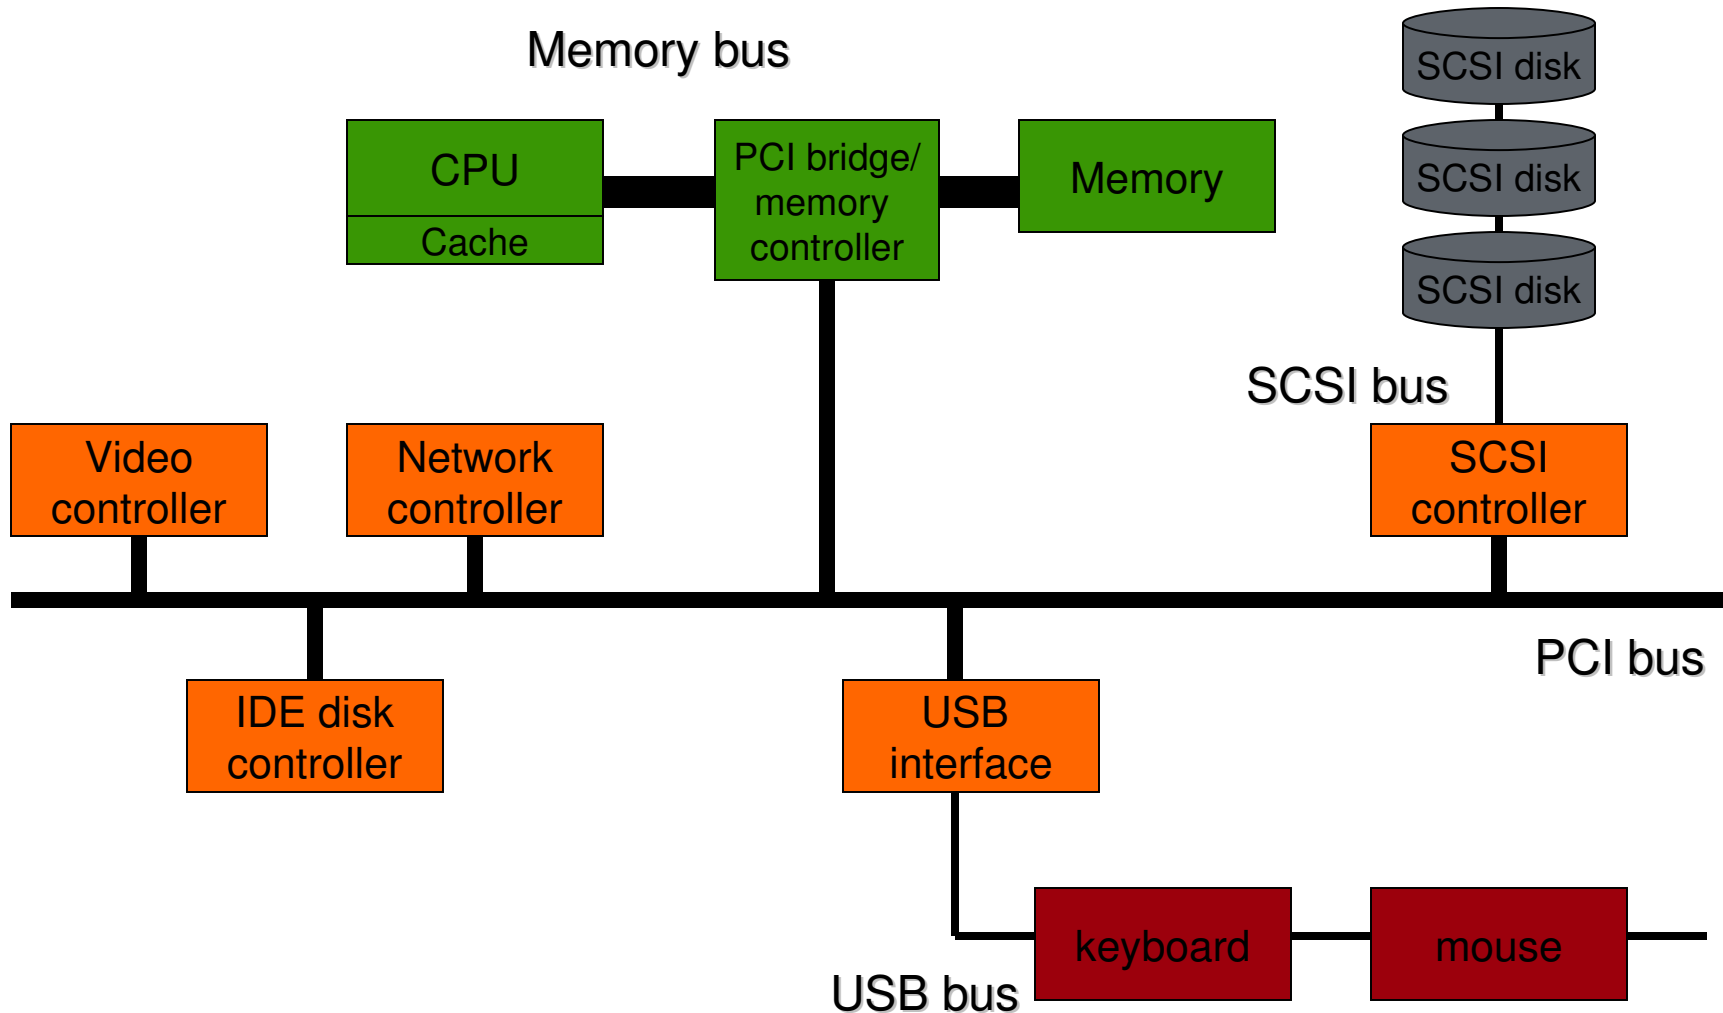 Memory bus
SCSI disk
SCSI disk
SCSI disk
CPU
Cache
PCI bridge/
memory
controller
Memory
SCSI bus
Video
controller
Network
controller
SCSI
controller
PCI bus
IDE disk
controller
USB
interface
keyboard
mouse
USB bus